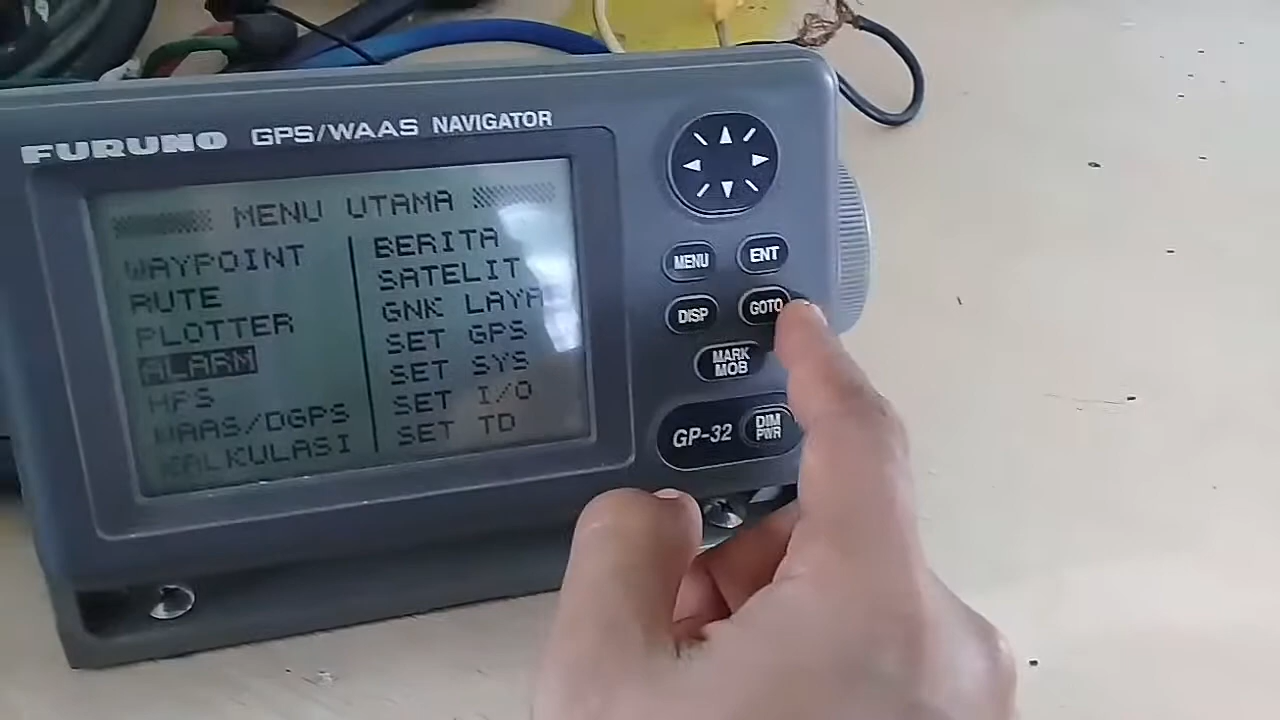 FURUNO GPS/WAAS NAVIGATOR
MENU UTAMA
WAYPOINT
RUTE
PLOTTER
ALARM
WAAS/DGPS
KALKULASI
BERITA
SATELIT
GNK LAYAR
SET GPS
SET SYS
SET I/O
SET TD
MENU
ENT
DISP
GOTO
MARK
MOB
GP-32
DIM
PWR